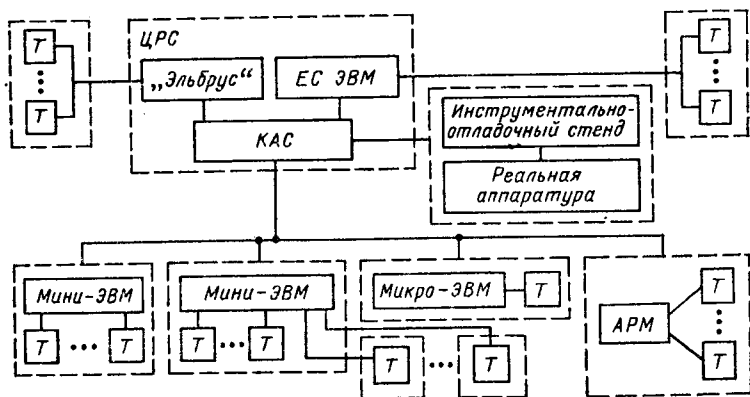 ЦРС
Т
Т
„Эльбрус“
ЕС ЭВМ
Т
Т
КАС
Инструментально-
отладочный стенд
Реальная
аппаратура
Мини-ЭВМ
Т ••• Т
Мини-ЭВМ
Т ••• Т
Микро-ЭВМ
Т
Т ••• Т
АРМ
Т
Т